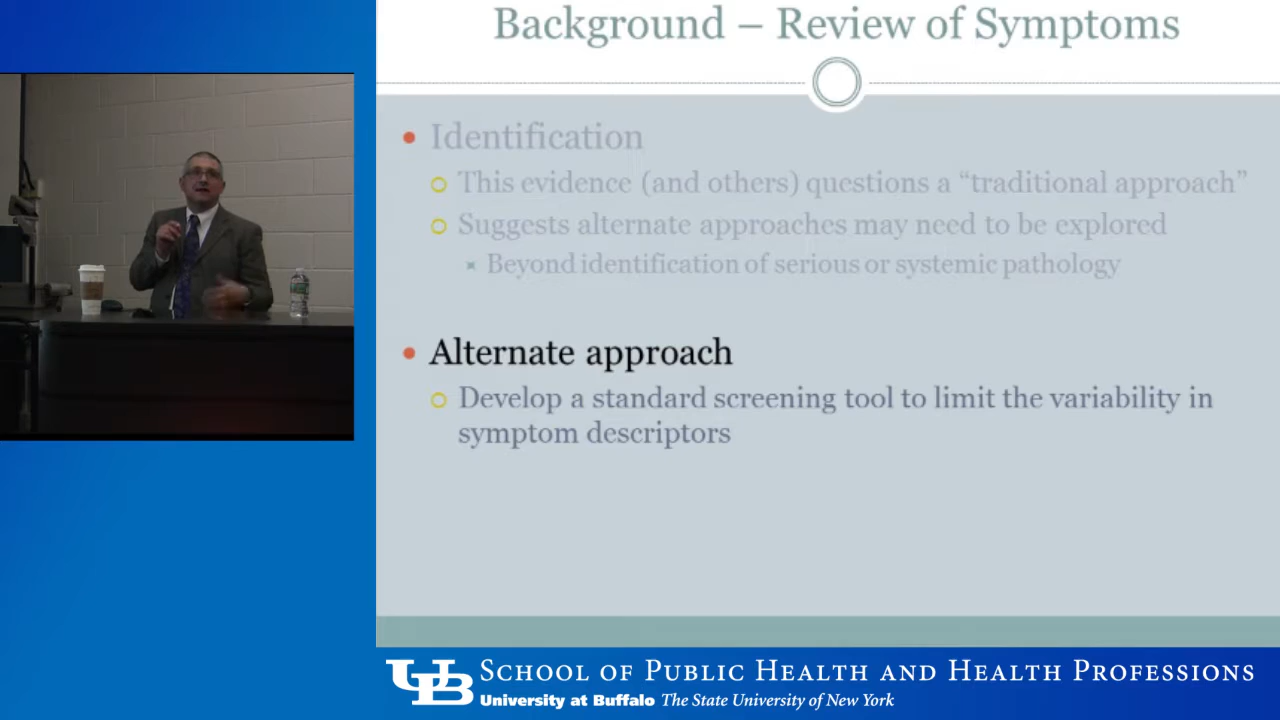 Background – Review of Symptoms
Identification
This evidence (and others) questions a “traditional approach”
Suggests alternate approaches may need to be explored
Beyond identification of serious or systemic pathology
Alternate approach
Develop a standard screening tool to limit the variability in
symptom descriptors
UB SCHOOL OF PUBLIC HEALTH AND HEALTH PROFESSIONS
University at Buffalo The State University of New York